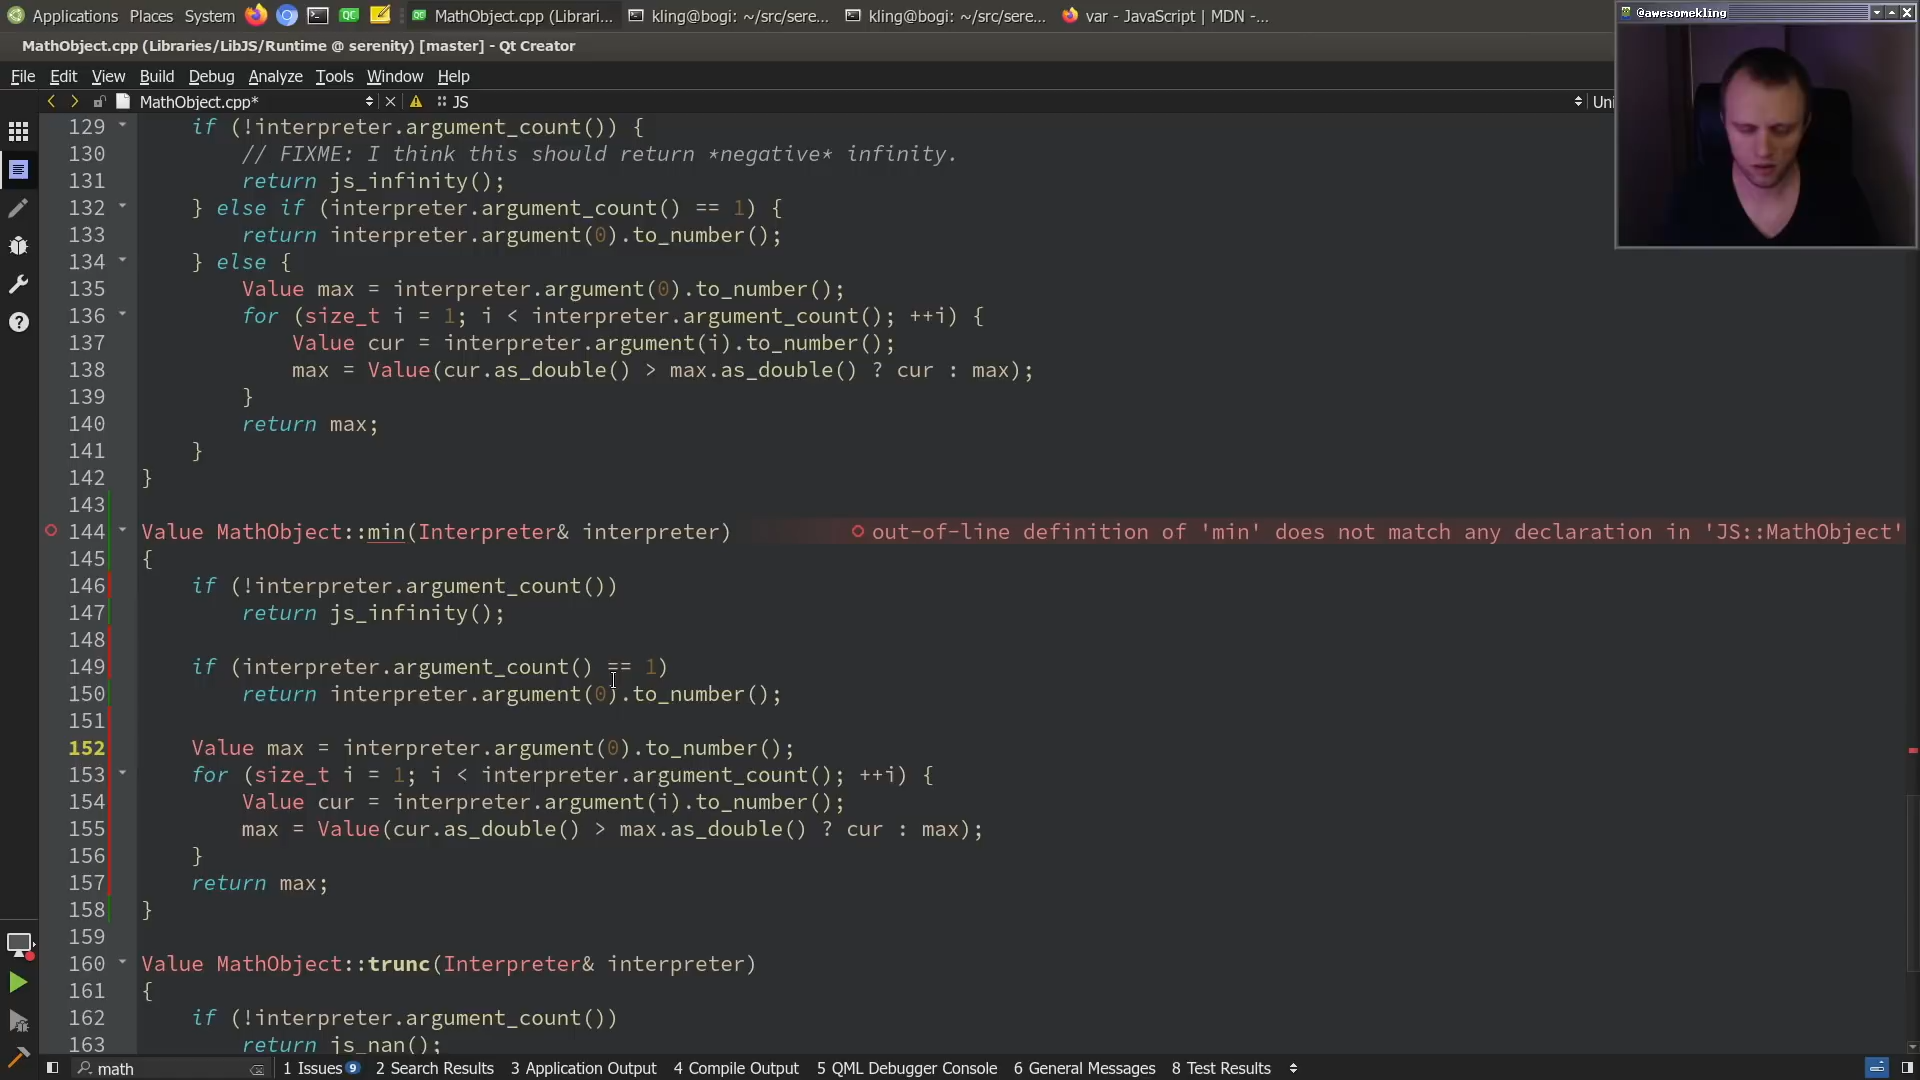 Applications Places System MathObject.cpp (Librari... kling@bogi: ~/src/sere... kling@bogi: ~/src/sere... var - JavaScript | MDN -...
@awesomekling
MathObject.cpp (Libraries/LibJS/Runtime @ serenity) [master] - Qt Creator
File Edit View Build Debug Analyze Tools Window Help
MathObject.cpp* JS Uni
129 if (!interpreter.argument_count()) {
130 // FIXME: I think this should return *negative* infinity.
131 return js_infinity();
132 } else if (interpreter.argument_count() == 1) {
133 return interpreter.argument(0).to_number();
134 } else {
135 Value max = interpreter.argument(0).to_number();
136 for (size_t i = 1; i < interpreter.argument_count(); ++i) {
137 Value cur = interpreter.argument(i).to_number();
138 max = Value(cur.as_double() > max.as_double() ? cur : max);
139 }
140 return max;
141 }
142 }
143
144 Value MathObject::min(Interpreter& interpreter) out-of-line definition of 'min' does not match any declaration in 'JS::MathObject'
145 {
146 if (!interpreter.argument_count())
147 return js_infinity();
148
149 if (interpreter.argument_count() == 1)
150 return interpreter.argument(0).to_number();
151
152 Value max = interpreter.argument(0).to_number();
153 for (size_t i = 1; i < interpreter.argument_count(); ++i) {
154 Value cur = interpreter.argument(i).to_number();
155 max = Value(cur.as_double() > max.as_double() ? cur : max);
156 }
157 return max;
158 }
159
160 Value MathObject::trunc(Interpreter& interpreter)
161 {
162 if (!interpreter.argument_count())
163 return js_nan();
math 1 Issues 9 2 Search Results 3 Application Output 4 Compile Output 5 QML Debugger Console 6 General Messages 8 Test Results